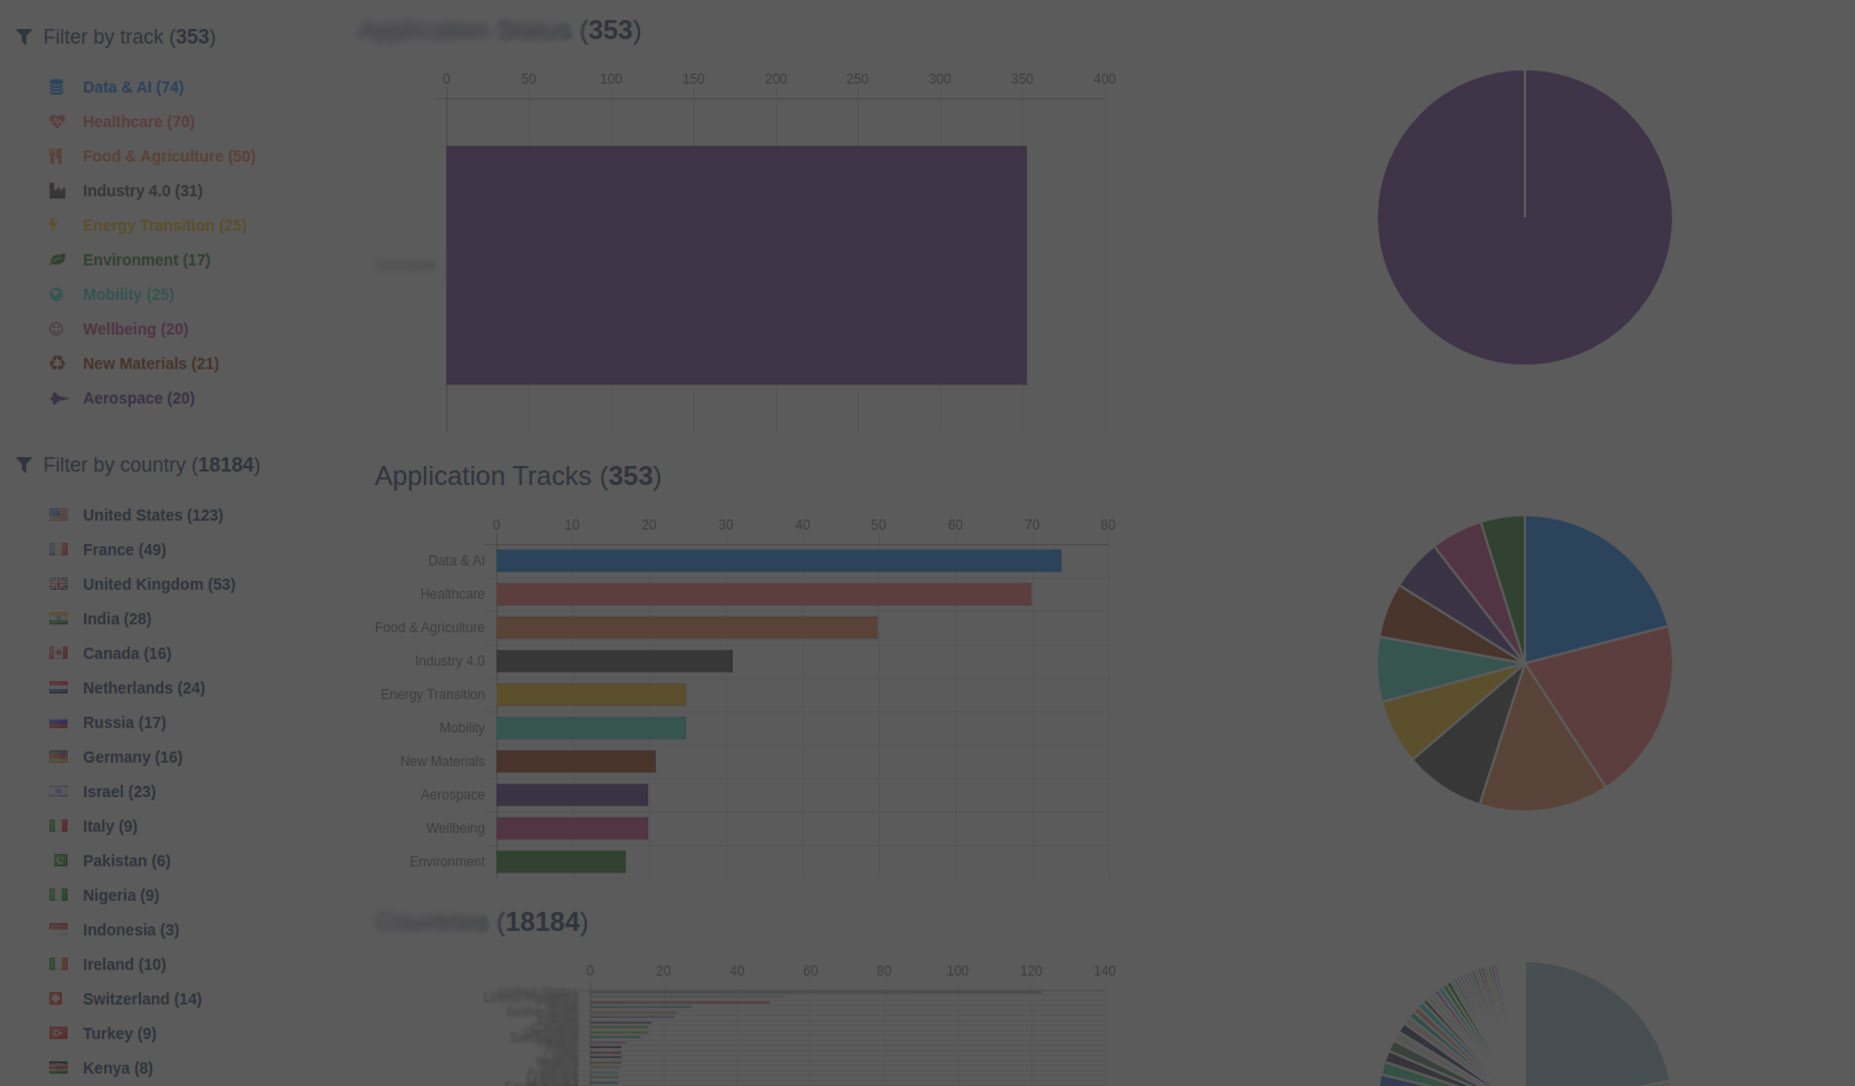 Filter by track (353)
Data & AI (74)
Healthcare (70)
Food & Agriculture (50)
Industry 4.0 (31)
Energy Transition (25)
Environment (17)
Mobility (25)
Wellbeing (20)
New Materials (21)
Aerospace (20)
Filter by country (18184)
United States (123)
France (49)
United Kingdom (53)
India (28)
Canada (16)
Netherlands (24)
Russia (17)
Germany (16)
Israel (23)
Italy (9)
Pakistan (6)
Nigeria (9)
Indonesia (3)
Ireland (10)
Switzerland (14)
Turkey (9)
Kenya (8)
Application Status (353)
0 50 100 150 200 250 300 350 400
Application Tracks (353)
0 10 20 30 40 50 60 70 80
Data & AI
Healthcare
Food & Agriculture
Industry 4.0
Energy Transition
Mobility
New Materials
Aerospace
Wellbeing
Environment
Countries (18184)
0 20 40 60 80 100 120 140